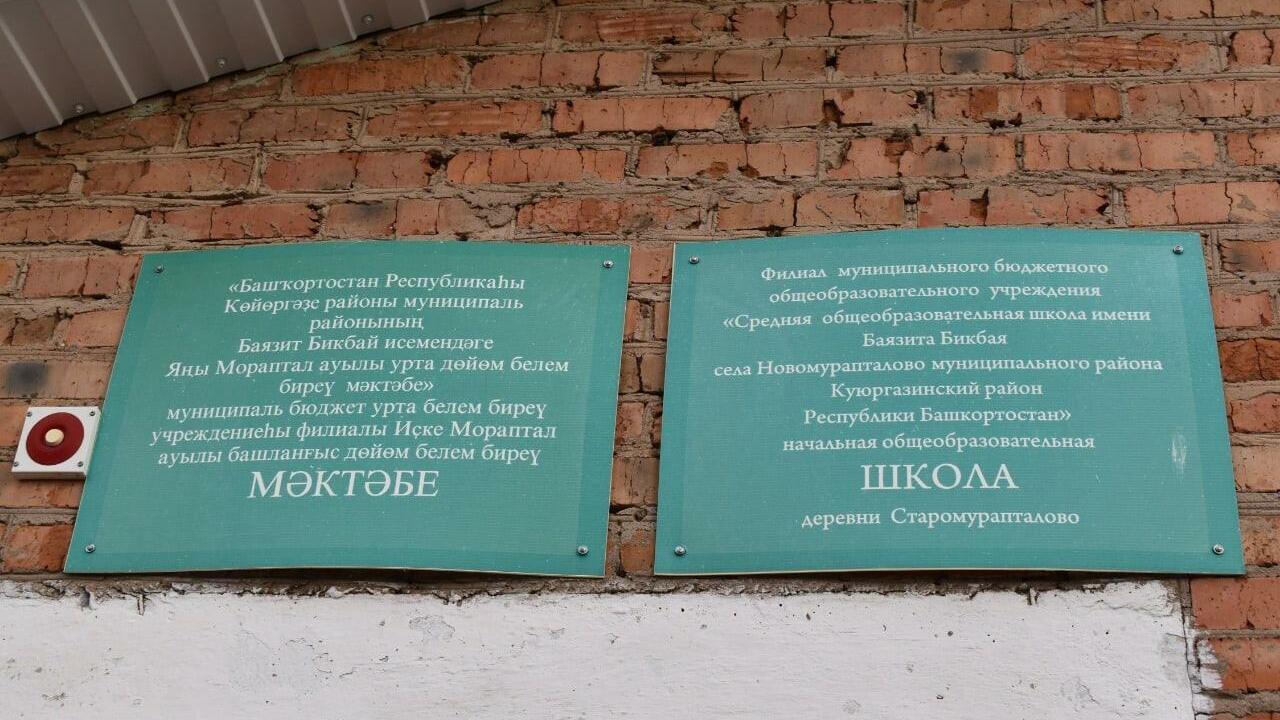 «Башҡортостан Республикаһы
Көйөргәҙе районы муниципаль
районының
Баязит Бикбай исемендәге
Яңы Мораптал ауылы урта дөйөм белем
биреү мәктәбе»
муниципаль бюджет урта белем биреү
учреждениеһы филиалы Иҫке Мораптал
ауылы башланғыс дөйөм белем биреү
МӘКТӘБЕ
Филиал муниципального бюджетного
общеобразовательного учреждения
«Средняя общеобразовательная школа имени
Баязита Бикбая
села Новомурапталово муниципального района
Куюргазинский район
Республики Башкортостан»
начальная общеобразовательная
ШКОЛА
деревни Старомурапталово